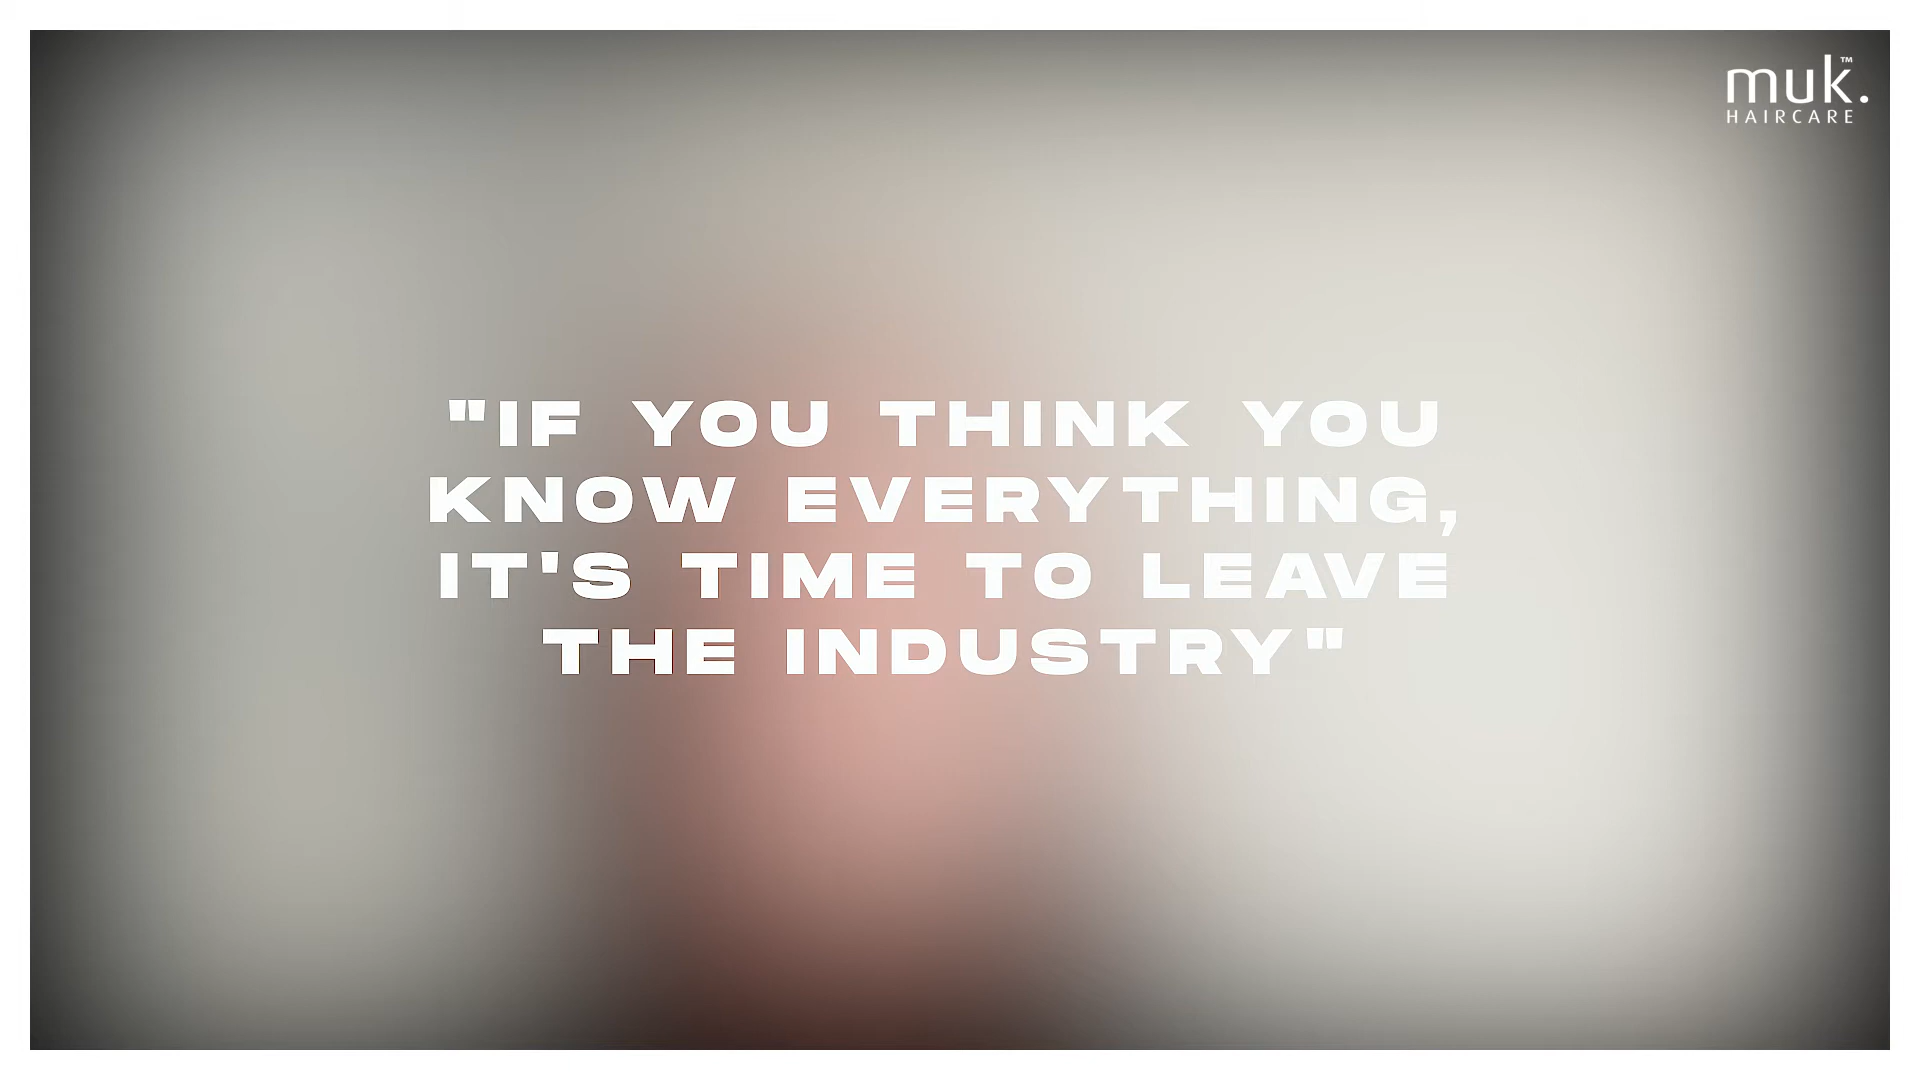 muk.™
HAIRCARE
"IF YOU THINK YOU
KNOW EVERYTHING,
IT'S TIME TO LEAVE
THE INDUSTRY"